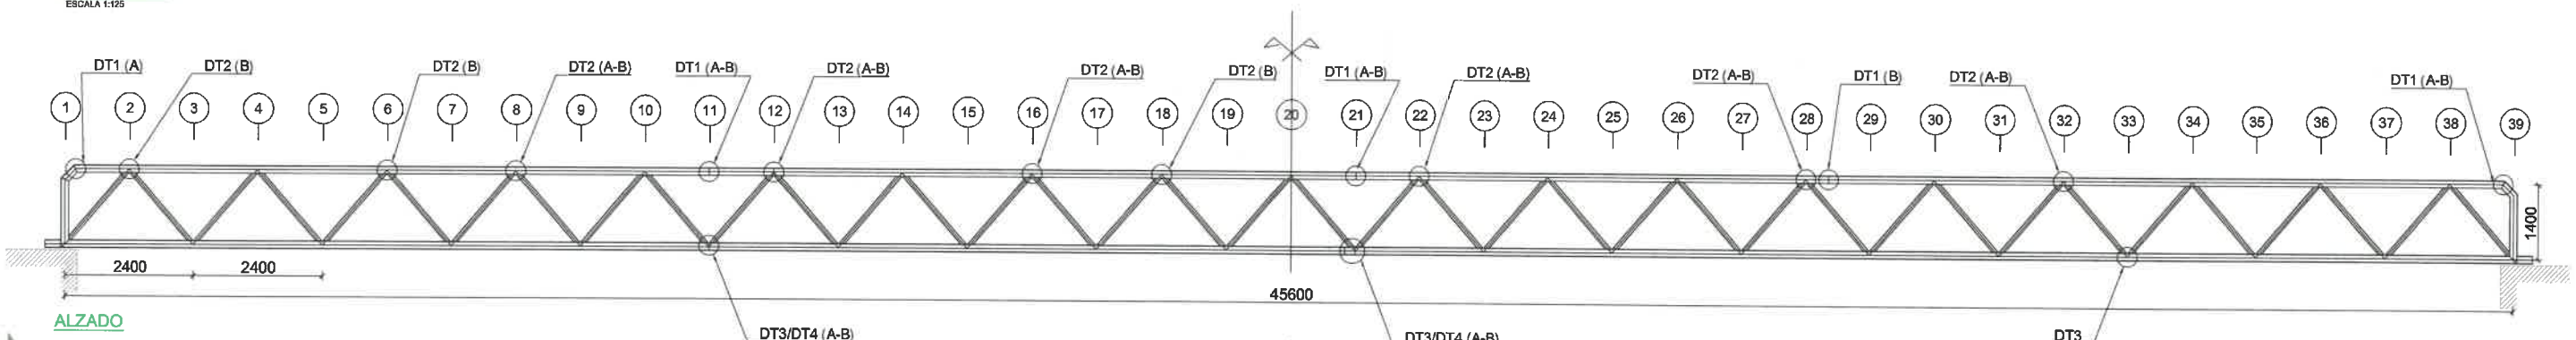 ESCALA 1:125
DT1 (A)
DT2 (B)
DT2 (B)
DT2 (A-B)
DT1 (A-B)
DT2 (A-B)
DT2 (A-B)
DT2 (B)
DT1 (A-B)
DT2 (A-B)
DT2 (A-B)
DT1 (B)
DT2 (A-B)
DT1 (A-B)
1 2 3 4 5 6 7 8 9 10 11 12 13 14 15 16 17 18 19 20 21 22 23 24 25 26 27 28 29 30 31 32 33 34 35 36 37 38 39
1400
2400 2400
45600
ALZADO
DT3/DT4 (A-B)
DT3/DT4 (A-B)
DT3